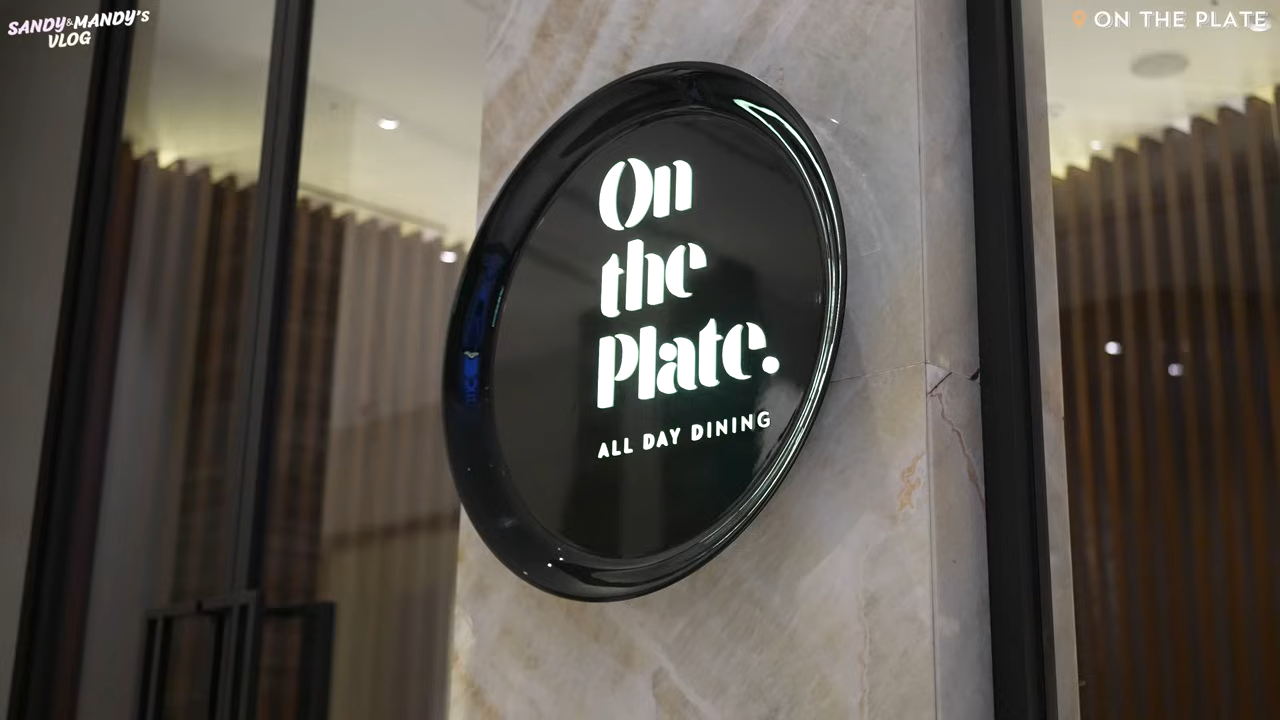 SANDY&MANDY'S
VLOG
ON THE PLATE
On
the
Plate.
ALL DAY DINING